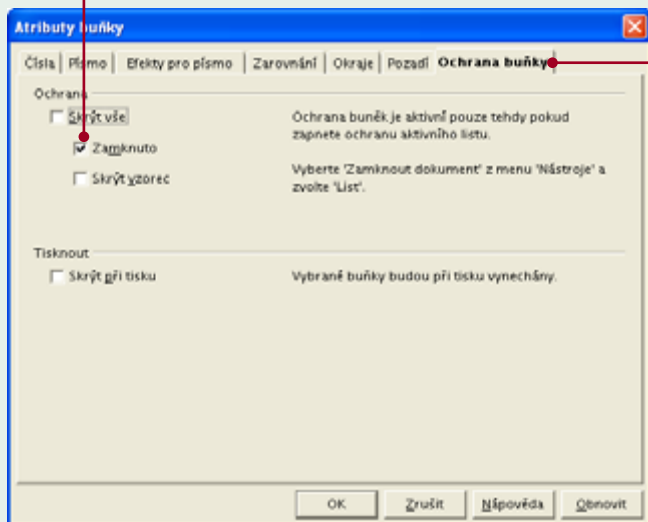 Atributy buňky
Čísla Písmo Efekty pro písmo Zarovnání Okraje Pozadí Ochrana buňky
Ochrana
Skrýt vše
Ochrana buněk je aktivní pouze tehdy pokud
zapnete ochranu aktivního listu.
Zamknuto
Skrýt vzorec
Vyberte 'Zamknout dokument' z menu 'Nástroje' a
zvolte 'List'.
Tisknout
Skrýt při tisku
Vybrané buňky budou při tisku vynechány.
OK Zrušit Nápověda Obnovit